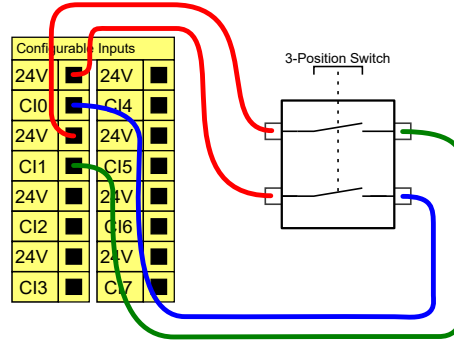 Configurable Inputs
3-Position Switch
24V 24V
CI0 CI4
24V 24V
CI1 CI5
24V 24V
CI2 CI6
24V 24V
CI3 CI7